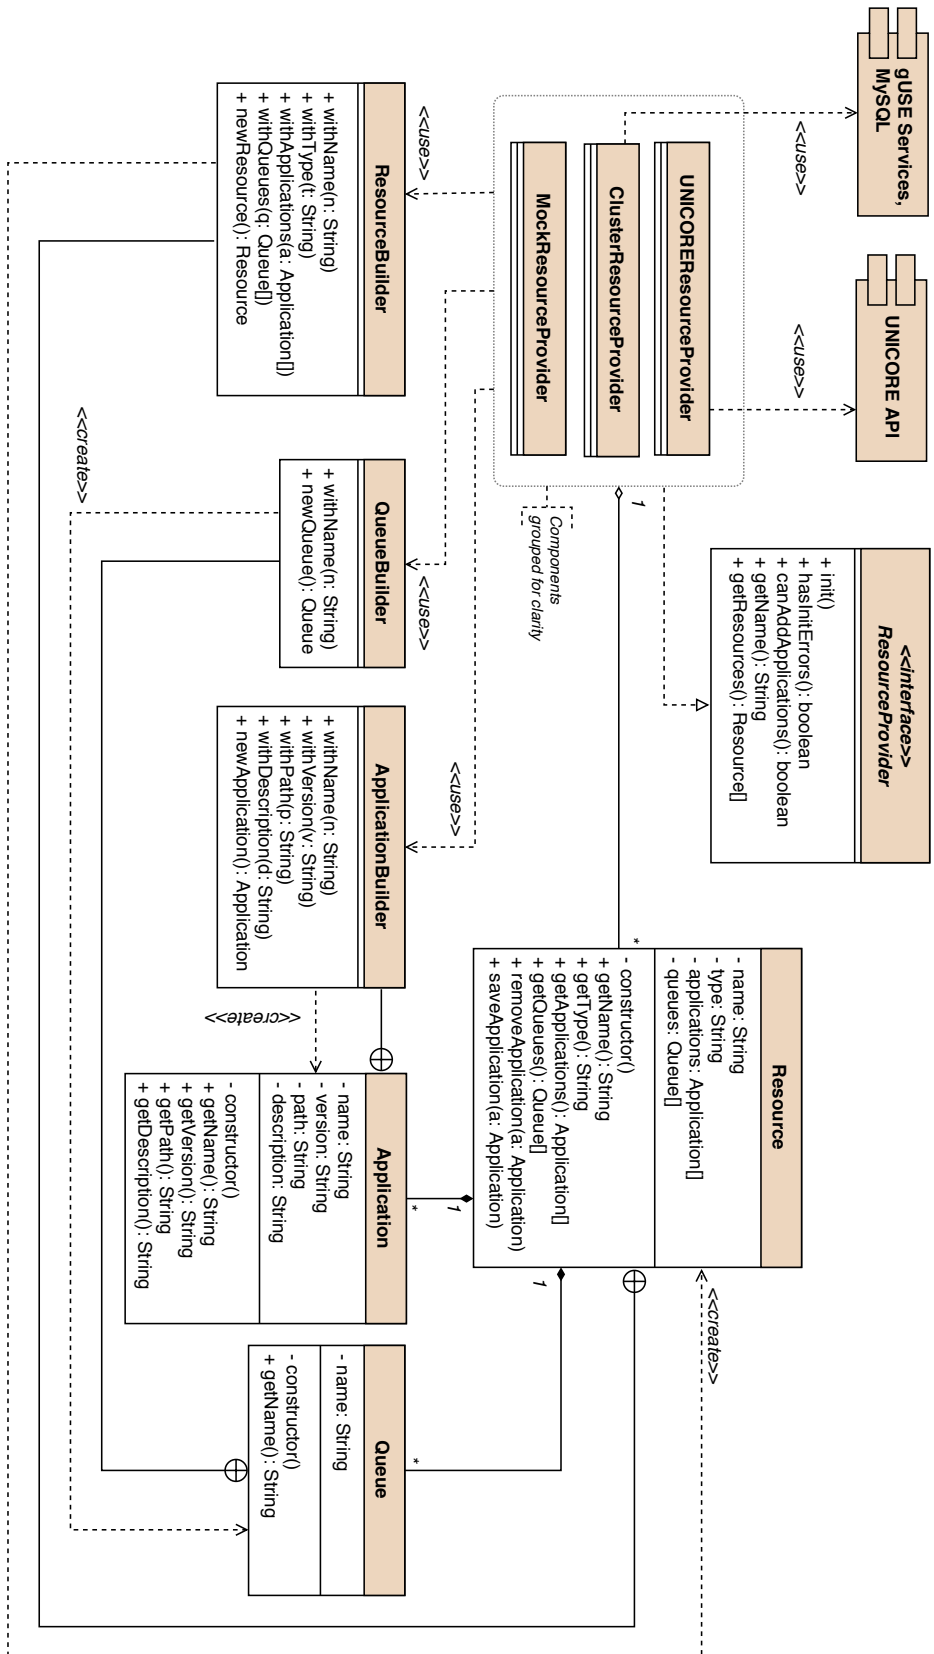 gUSE Services,
MySQL
UNICORE API
<<interface>>
ResourceProvider
+ init()
+ hasInitErrors(): boolean
+ canAddApplications(): boolean
+ getName(): String
+ getResources(): Resource[]
<<use>>
<<use>>
UNICOREResourceProvider
ClusterResourceProvider
MockResourceProvider
Components
grouped for clarity
1
*
Resource
- name: String
- type: String
- applications: Application[]
- queues: Queue[]
- constructor()
+ getName(): String
+ getType(): String
+ getApplications(): Application[]
+ getQueues(): Queue[]
+ removeApplication(a: Application)
+ saveApplication(a: Application)
<<create>>
1
*
1
*
<<use>>
<<use>>
<<use>>
ResourceBuilder
+ withName(n: String)
+ withType(t: String)
+ withApplications(a: Application[])
+ withQueues(q: Queue[])
+ newResource(): Resource
QueueBuilder
+ withName(n: String)
+ newQueue(): Queue
ApplicationBuilder
+ withName(n: String)
+ withVersion(v: String)
+ withPath(p: String)
+ withDescription(d: String)
+ newApplication(): Application
<<create>>
Application
- name: String
- version: String
- path: String
- description: String
- constructor()
+ getName(): String
+ getVersion(): String
+ getPath(): String
+ getDescription(): String
Queue
- name: String
- constructor()
+ getName(): String
<<create>>